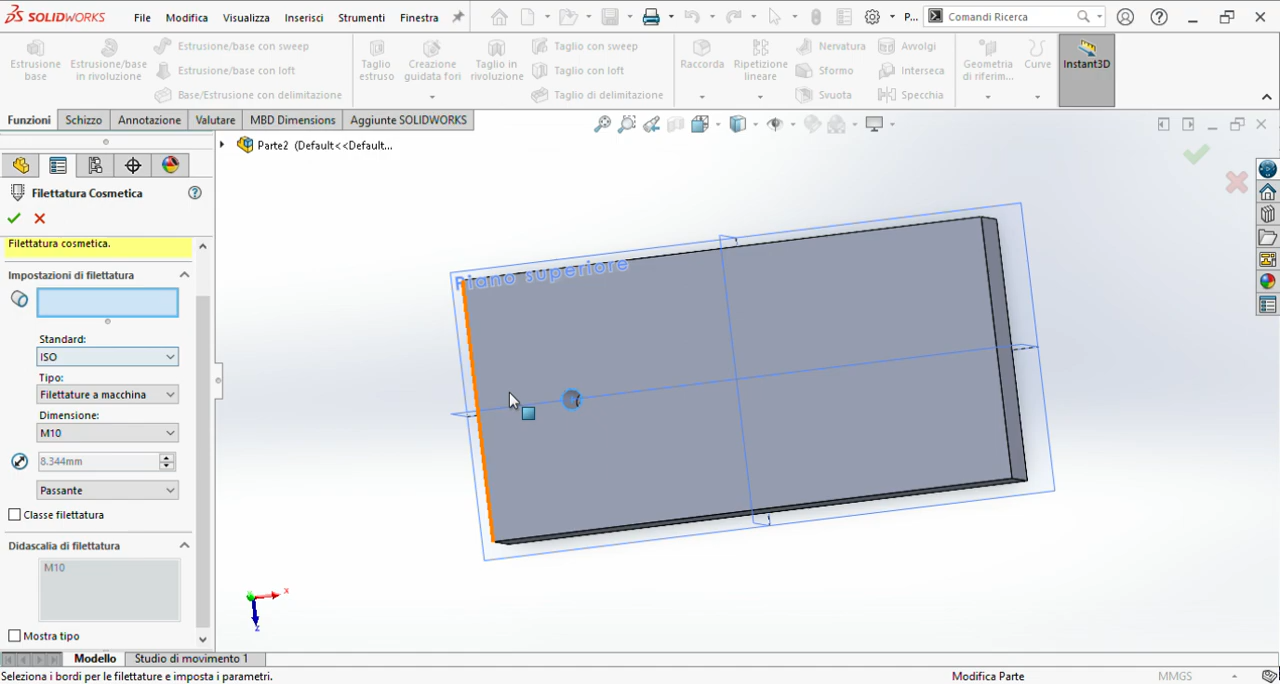 SOLIDWORKS File Modifica Visualizza Inserisci Strumenti Finestra P... Comandi Ricerca
Estrusione base
Estrusione/base in rivoluzione
Estrusione/base con sweep
Estrusione/base con loft
Base/Estrusione con delimitazione
Taglio estruso
Creazione guidata fori
Taglio in rivoluzione
Taglio con sweep
Taglio con loft
Taglio di delimitazione
Raccorda
Ripetizione lineare
Nervatura
Sformo
Svuota
Avvolgi
Interseca
Specchia
Geometria di riferim...
Curve
Instant3D
Funzioni Schizzo Annotazione Valutare MBD Dimensions Aggiunte SOLIDWORKS
Parte2 (Default<<Default...
Filettatura Cosmetica
Filettatura cosmetica.
Impostazioni di filettatura
Standard:
ISO
Tipo:
Filettature a macchina
Dimensione:
M10
8.344mm
Passante
Classe filettatura
Didascalia di filettatura
M10
Mostra tipo
Piano superiore
x
z
Modello Studio di movimento 1
Seleziona i bordi per le filettature e imposta i parametri. Modifica Parte MMGS